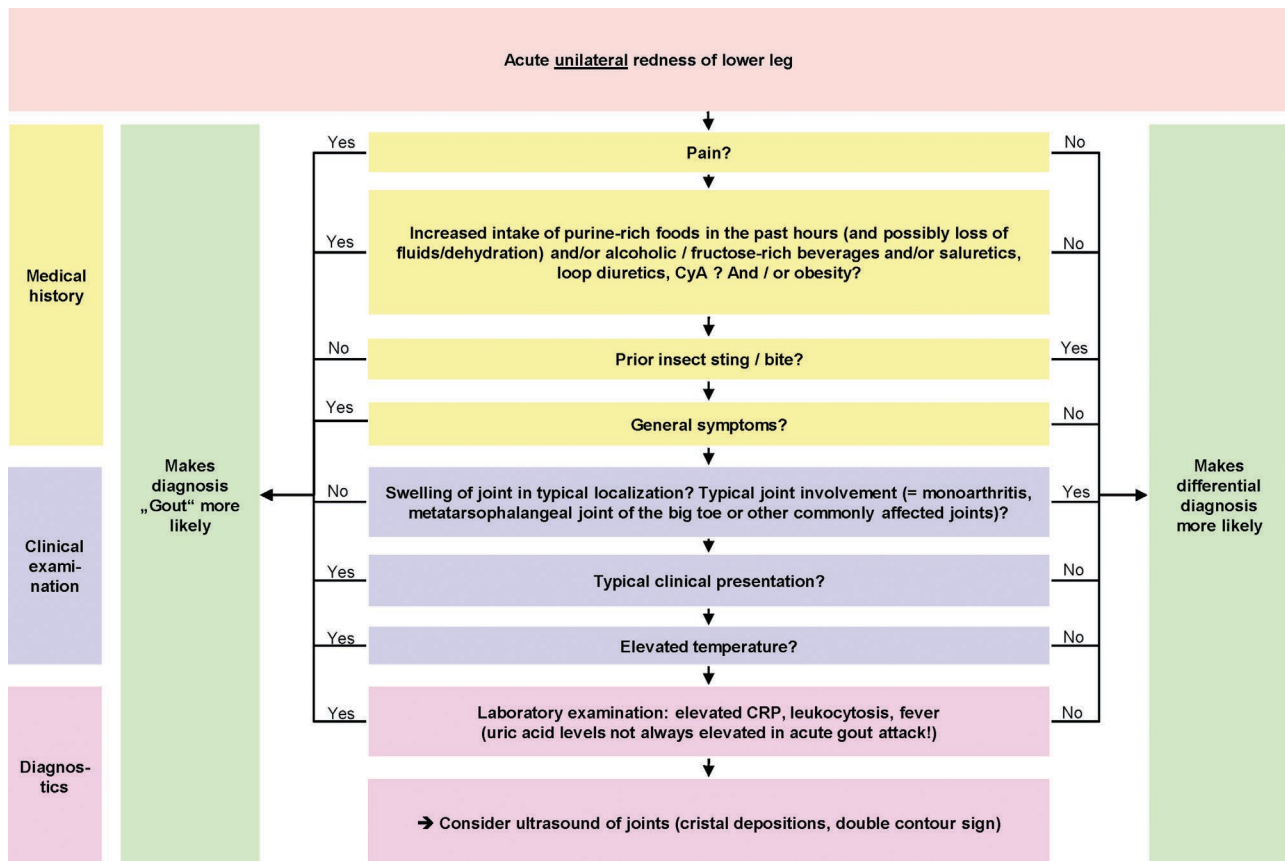 Acute unilateral redness of lower leg
Medical
history
Clinical
exami-
nation
Diagnos-
tics
Makes
diagnosis
„Gout“ more
likely
Yes
Pain?
No
Yes
Increased intake of purine-rich foods in the past hours (and possibly loss of
fluids/dehydration) and/or alcoholic / fructose-rich beverages and/or saluretics,
loop diuretics, CyA ? And / or obesity?
No
No
Prior insect sting / bite?
Yes
Yes
General symptoms?
No
No
Swelling of joint in typical localization? Typical joint involvement (= monoarthritis,
metatarsophalangeal joint of the big toe or other commonly affected joints)?
Yes
Yes
Typical clinical presentation?
No
Yes
Elevated temperature?
No
Yes
Laboratory examination: elevated CRP, leukocytosis, fever
(uric acid levels not always elevated in acute gout attack!)
No
➔ Consider ultrasound of joints (cristal depositions, double contour sign)
Makes
differential
diagnosis
more likely